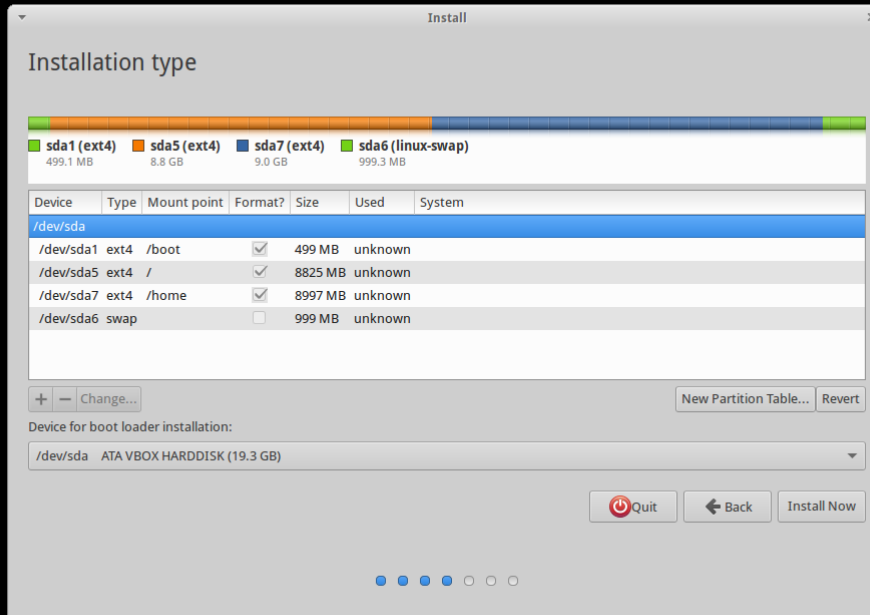 Install
Installation type
sda1 (ext4) sda5 (ext4) sda7 (ext4) sda6 (linux-swap)
499.1 MB 8.8 GB 9.0 GB 999.3 MB
Device Type Mount point Format? Size Used System
/dev/sda
/dev/sda1 ext4 /boot 499 MB unknown
/dev/sda5 ext4 / 8825 MB unknown
/dev/sda7 ext4 /home 8997 MB unknown
/dev/sda6 swap 999 MB unknown
+ − Change... New Partition Table... Revert
Device for boot loader installation:
/dev/sda ATA VBOX HARDDISK (19.3 GB)
Quit Back Install Now